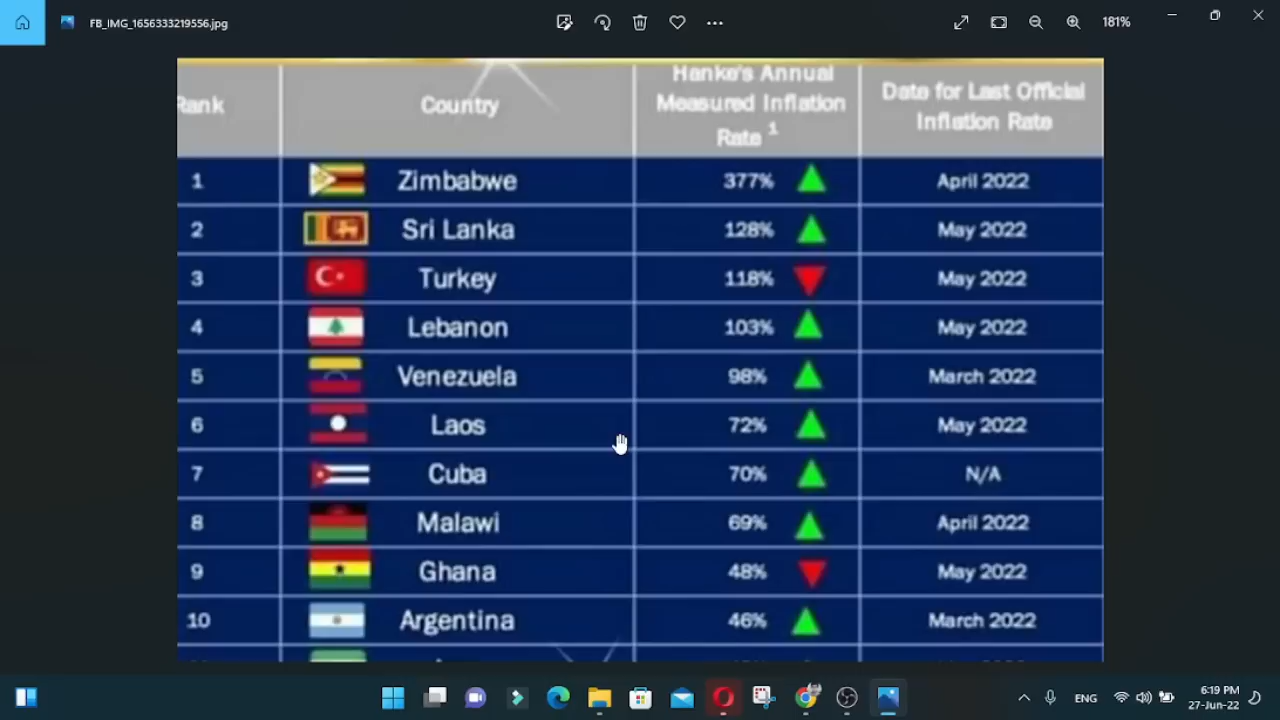 FB_IMG_1656333219556.jpg
181%
Rank
Country
Hanke's Annual
Measured Inflation
Rate 1
Date for Last Official
Inflation Rate
1 Zimbabwe 377% April 2022
2 Sri Lanka 128% May 2022
3 Turkey 118% May 2022
4 Lebanon 103% May 2022
5 Venezuela 98% March 2022
6 Laos 72% May 2022
7 Cuba 70% N/A
8 Malawi 69% April 2022
9 Ghana 48% May 2022
10 Argentina 46% March 2022
ENG
6:19 PM
27-Jun-22